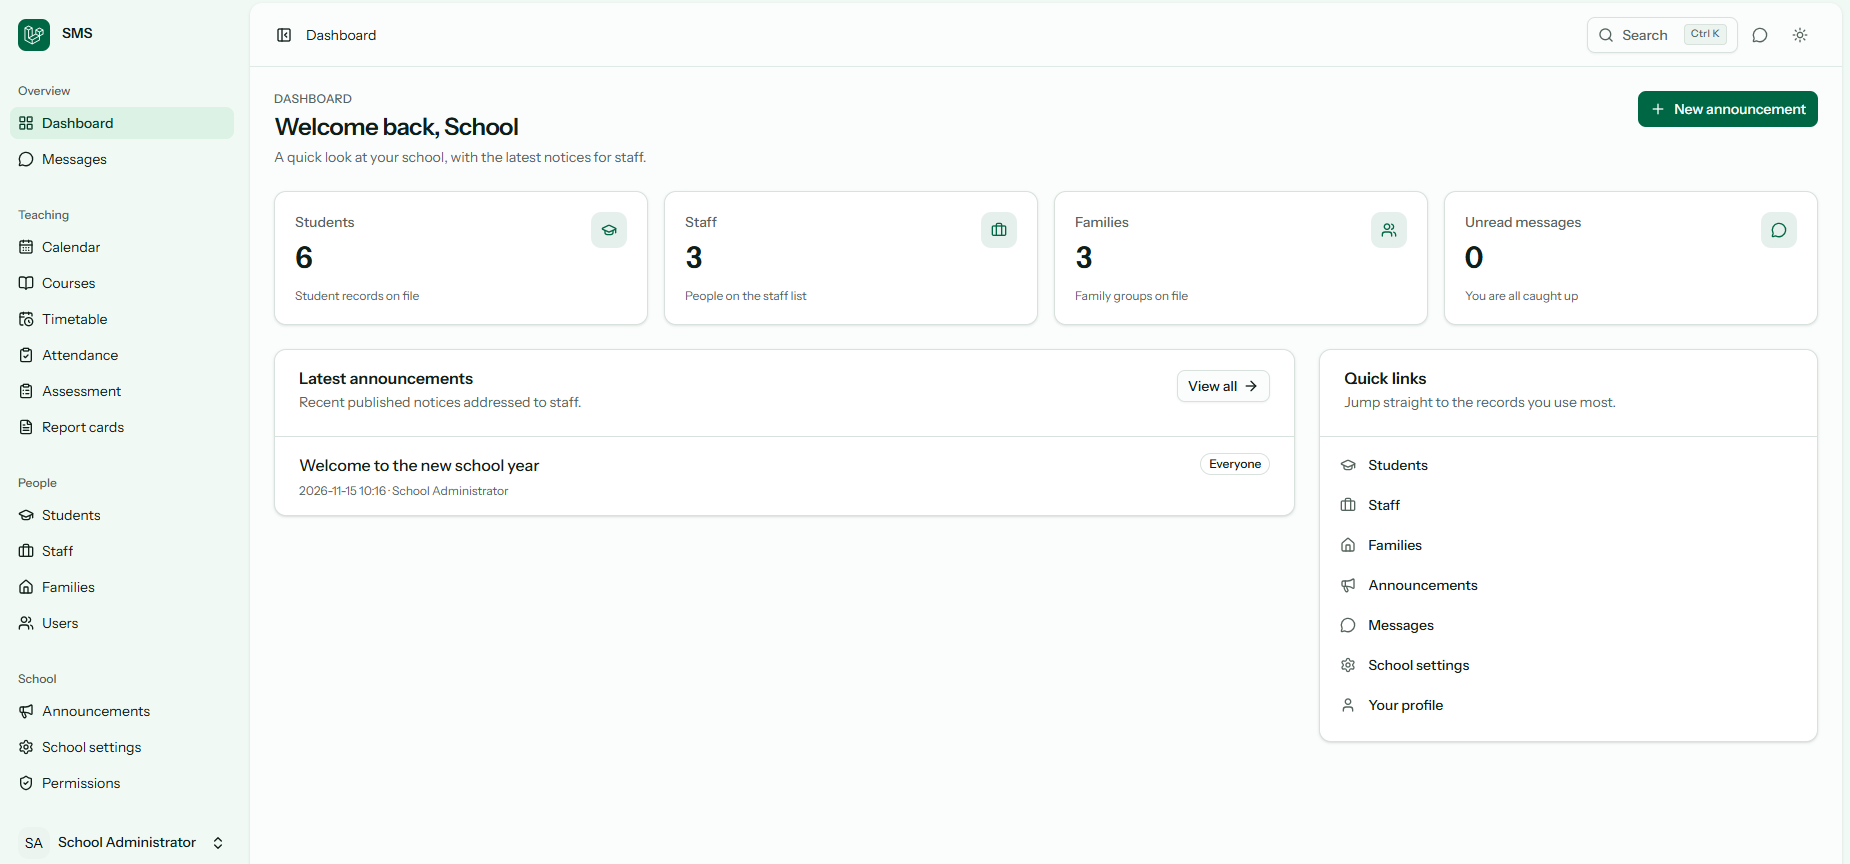 SMS
Overview
Dashboard
Messages
Teaching
Calendar
Courses
Timetable
Attendance
Assessment
Report cards
People
Students
Staff
Families
Users
School
Announcements
School settings
Permissions
SA School Administrator
Dashboard
Search Ctrl K
DASHBOARD
Welcome back, School
A quick look at your school, with the latest notices for staff.
New announcement
Students
6
Student records on file
Staff
3
People on the staff list
Families
3
Family groups on file
Unread messages
0
You are all caught up
Latest announcements
Recent published notices addressed to staff.
View all
Welcome to the new school year
Everyone
2026-11-15 10:16 · School Administrator
Quick links
Jump straight to the records you use most.
Students
Staff
Families
Announcements
Messages
School settings
Your profile